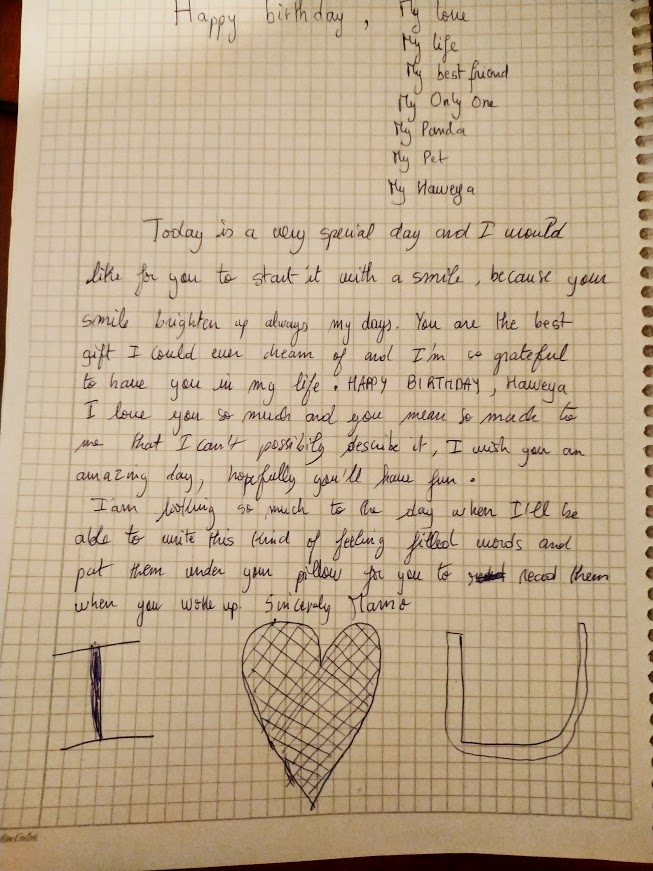 Happy birthday, My love
My life
My best friend
My Only One
My Panda
My Pet
My Haweya
Today is a very special day and I would
like for you to start it with a smile, because your
smile brighten up always my days. You are the best
gift I could ever dream of and I'm so grateful
to have you in my life. HAPPY BIRTHDAY, Haweya
I love you so much and you mean so much to
me that I can't possibily describe it, I wish you an
amazing day, hopefully you'll have fun.
I am looking so much to the day when I'll be
able to write this kind of feeling filled words and
put them under your pillow for you to read them
when you woke up. Sincerely Mamo
I U